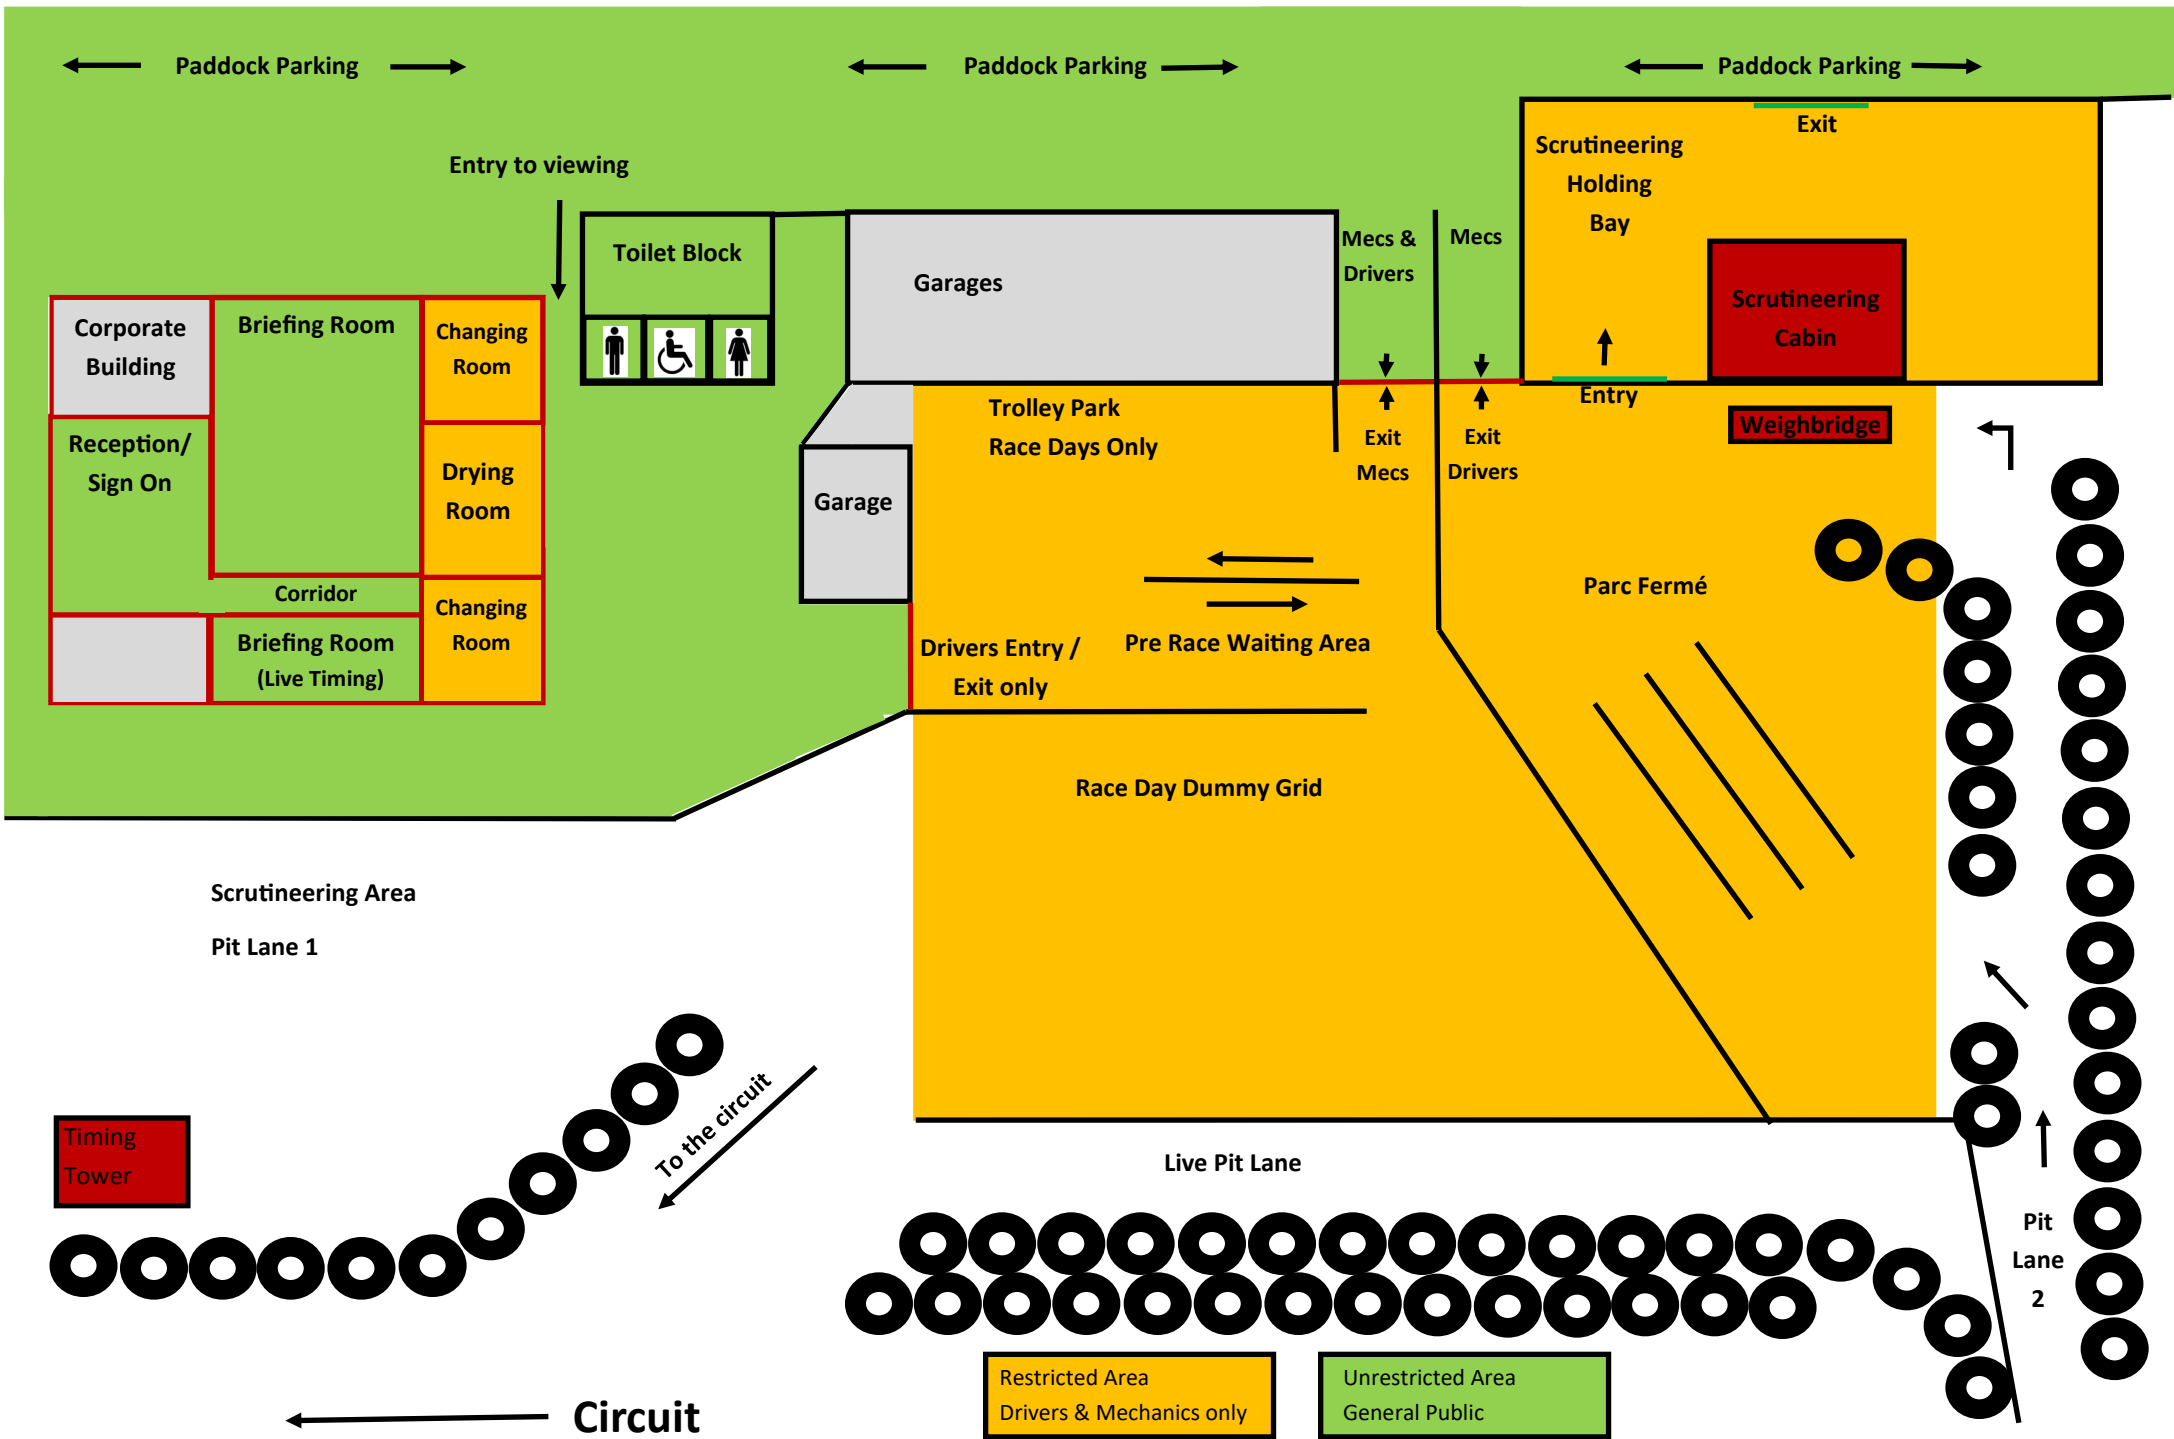 Paddock Parking
Paddock Parking
Paddock Parking
Entry to viewing
Exit
Scrutineering
Holding
Bay
Toilet Block
Mecs &
Drivers
Mecs
Garages
Scrutineering
Cabin
Corporate
Building
Briefing Room
Changing
Room
Entry
Trolley Park
Race Days Only
Weighbridge
Exit
Mecs
Exit
Drivers
Reception/
Sign On
Drying
Room
Garage
Corridor
Parc Fermé
Changing
Room
Briefing Room
(Live Timing)
Drivers Entry /
Exit only
Pre Race Waiting Area
Race Day Dummy Grid
Scrutineering Area
Pit Lane 1
To the circuit
Timing
Tower
Live Pit Lane
Pit
Lane
2
Restricted Area
Drivers & Mechanics only
Unrestricted Area
General Public
Circuit